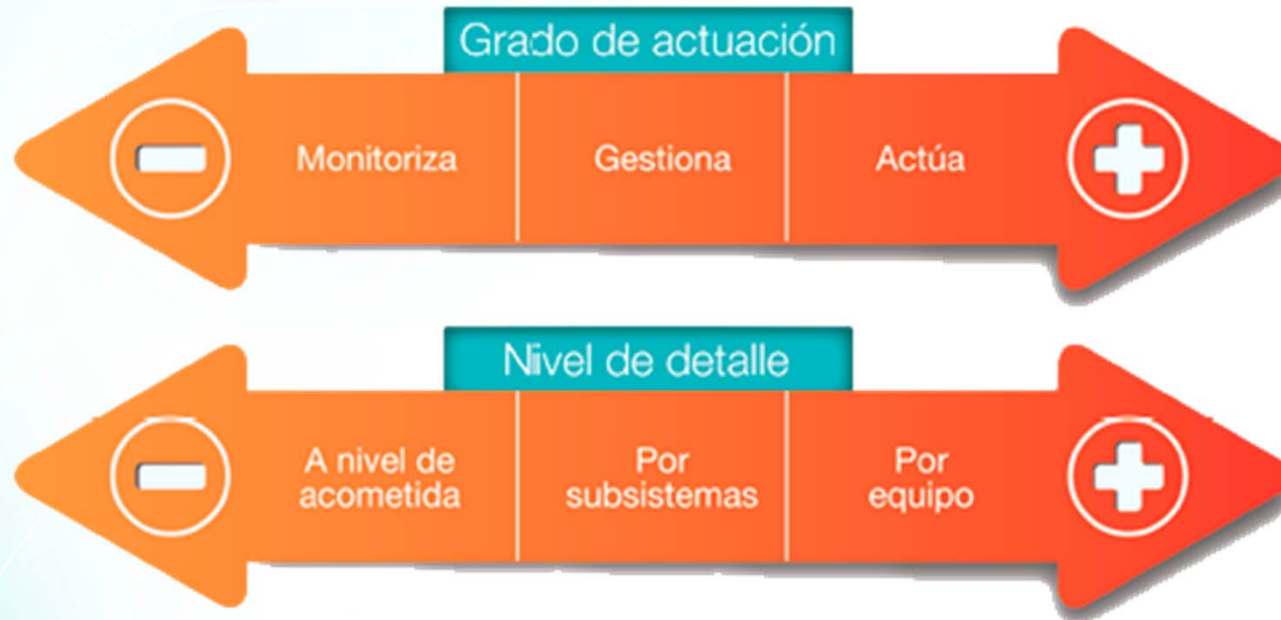 Grado de actuación
Monitoriza
Gestiona
Actúa
Nivel de detalle
A nivel de
acometida
Por
subsistemas
Por
equipo